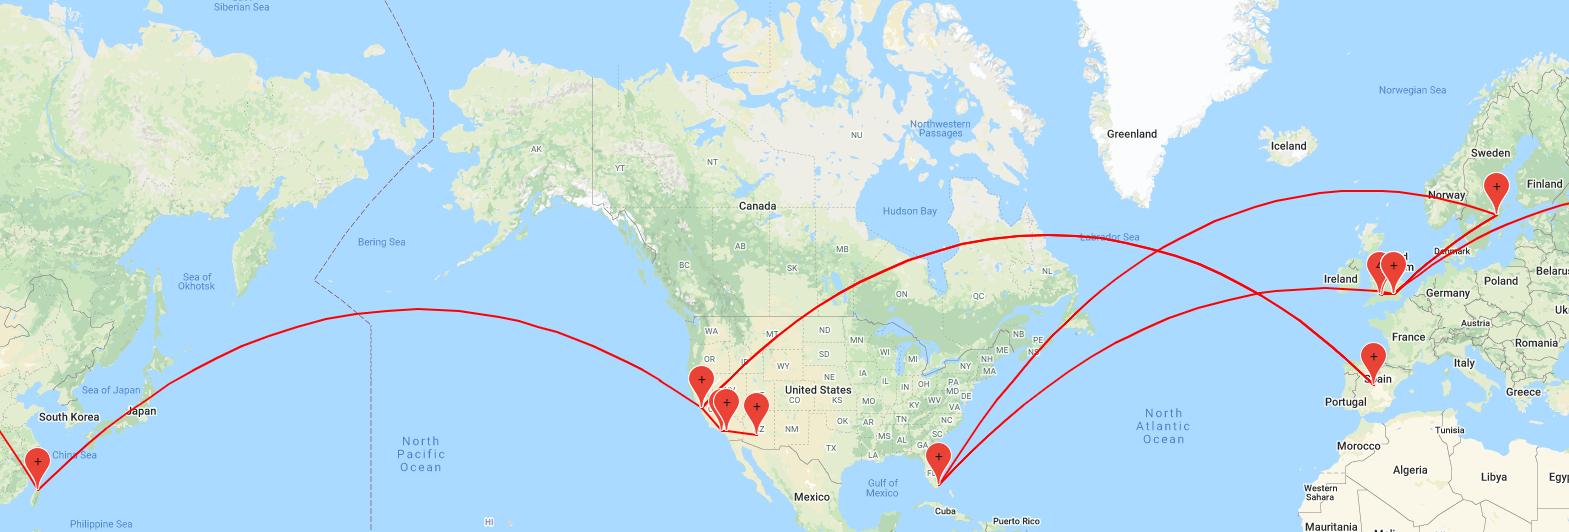 Siberian Sea
Norwegian Sea
NU
Northwestern
Passages
Greenland
Iceland
AK
NT
YT
Sweden
Finland
Norway
Canada
Hudson Bay
Bering Sea
Labrador Sea
AB
MB
BC
SK
Denmark
Sea of
Okhotsk
NL
Ireland
Poland
Belarus
ON
QC
Germany
WA
MT
ND
NB
PE
NS
Austria
France
Romania
OR
MN
SD
WI
MI
ME
VT
NH
NY
MA
WY
Italy
NE
IA
IL
IN
OH
PA
MD
DE
NJ
Spain
Sea of Japan
United States
CO
KS
MO
KY
WV
VA
Greece
Portugal
South Korea
Japan
OK
AR
TN
NC
NM
MS
AL
SC
GA
Tunisia
North
Pacific
Ocean
North
Atlantic
Ocean
TX
LA
Morocco
China Sea
Algeria
Libya
Gulf of
Mexico
Western
Sahara
Mexico
Cuba
Puerto Rico
Mauritania
HI
Philippine Sea